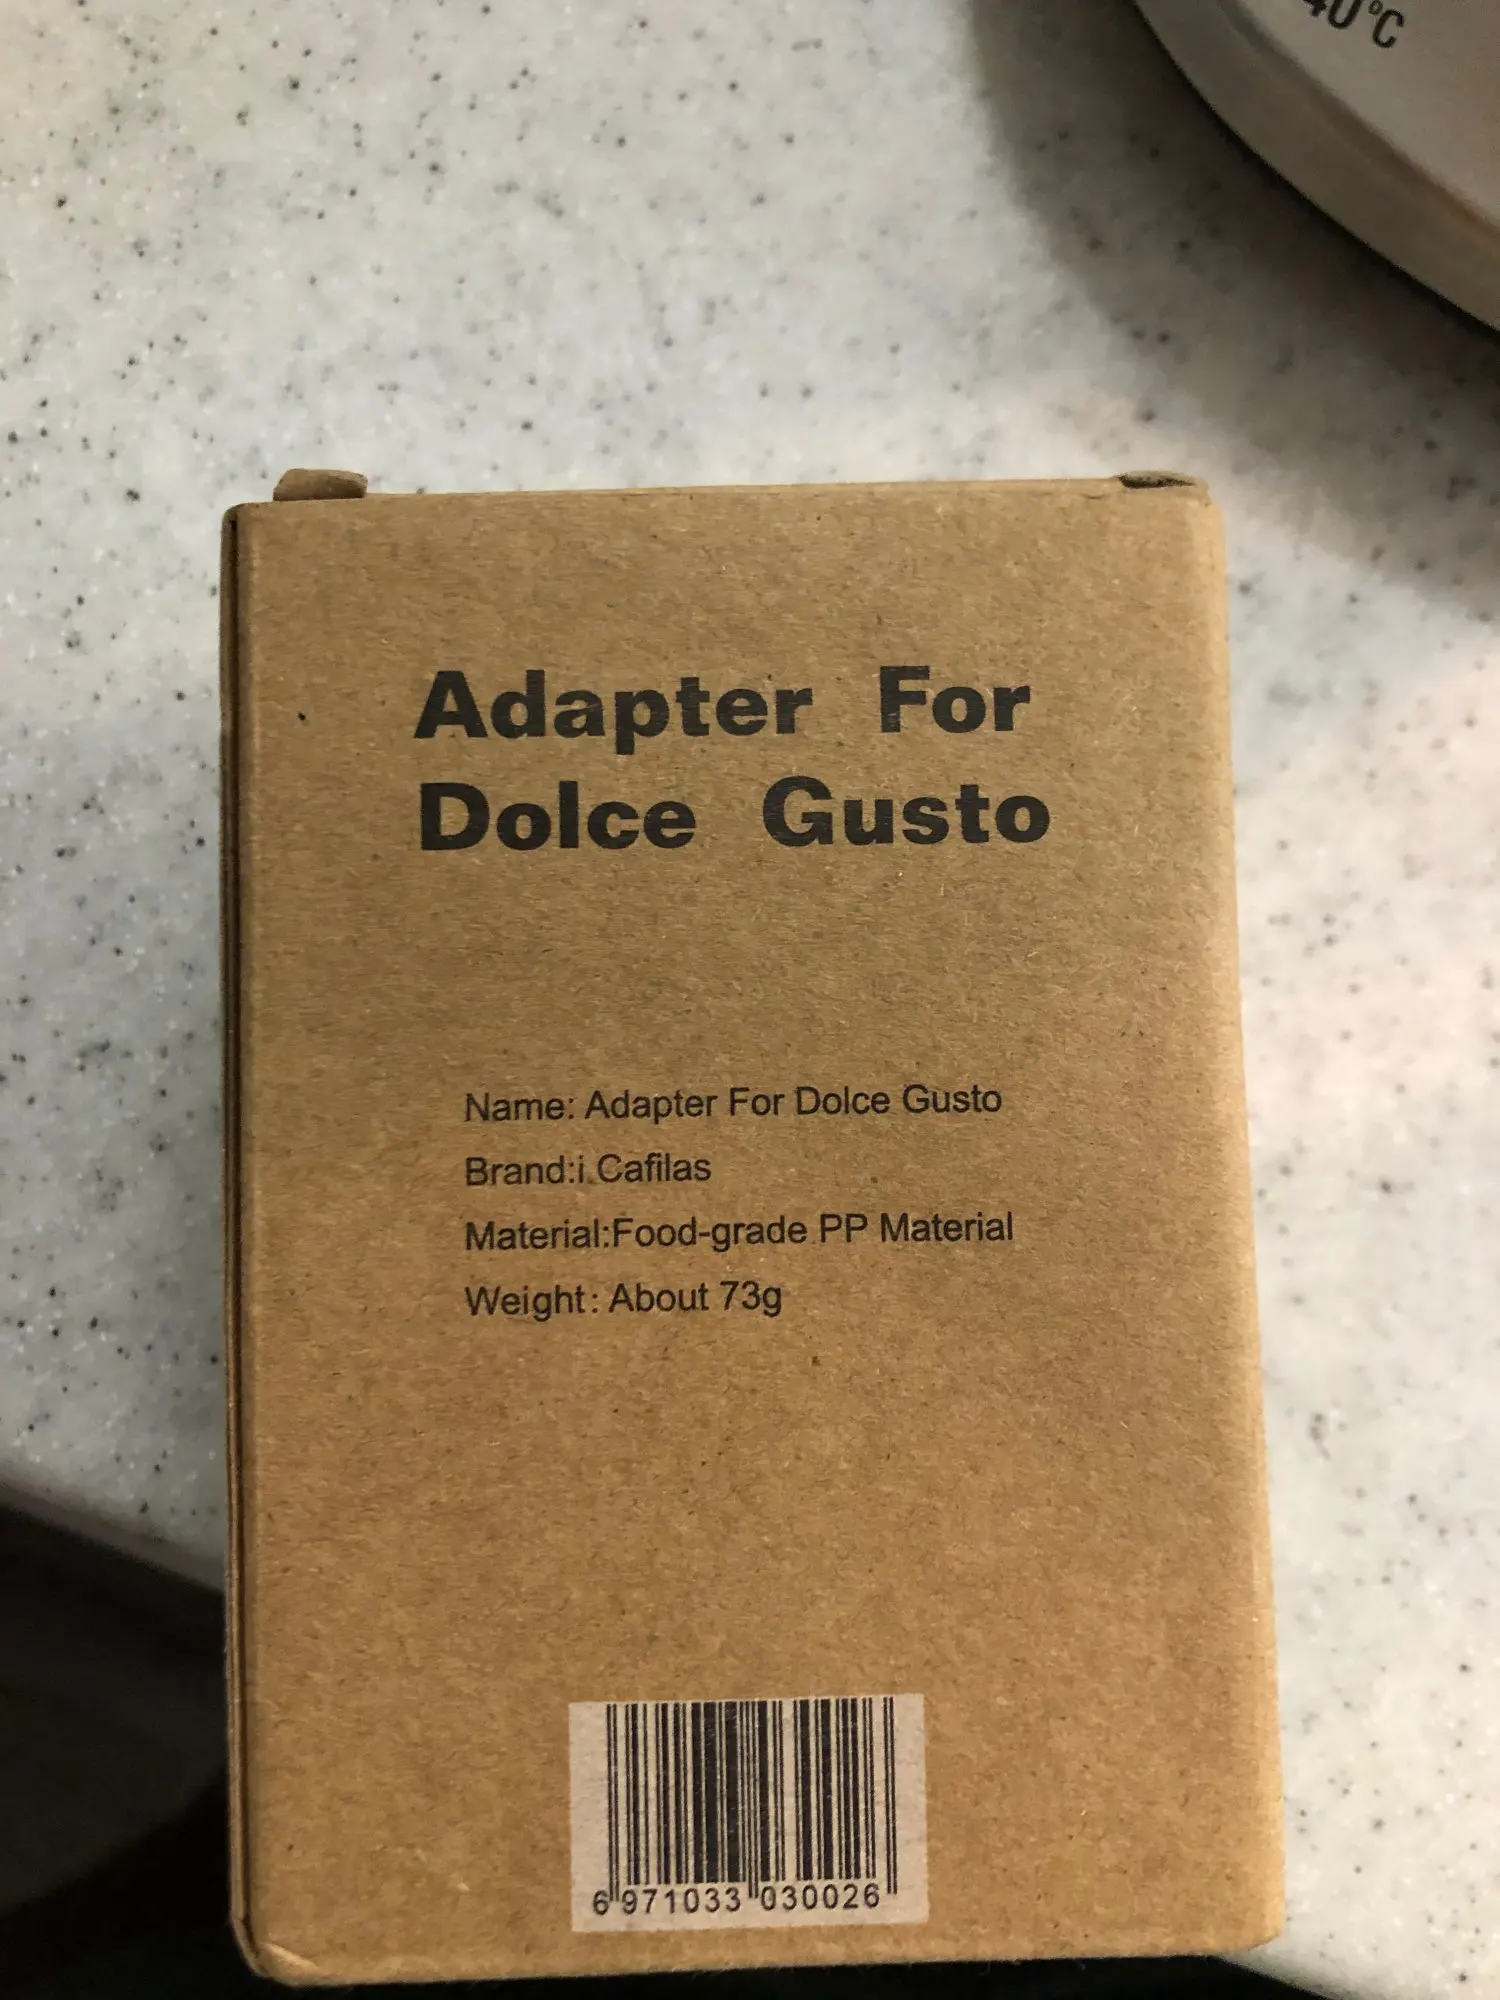 40°C
Adapter For
Dolce Gusto
Name: Adapter For Dolce Gusto
Brand:i.Cafilas
Material:Food-grade PP Material
Weight: About 73g
6 971033 030026